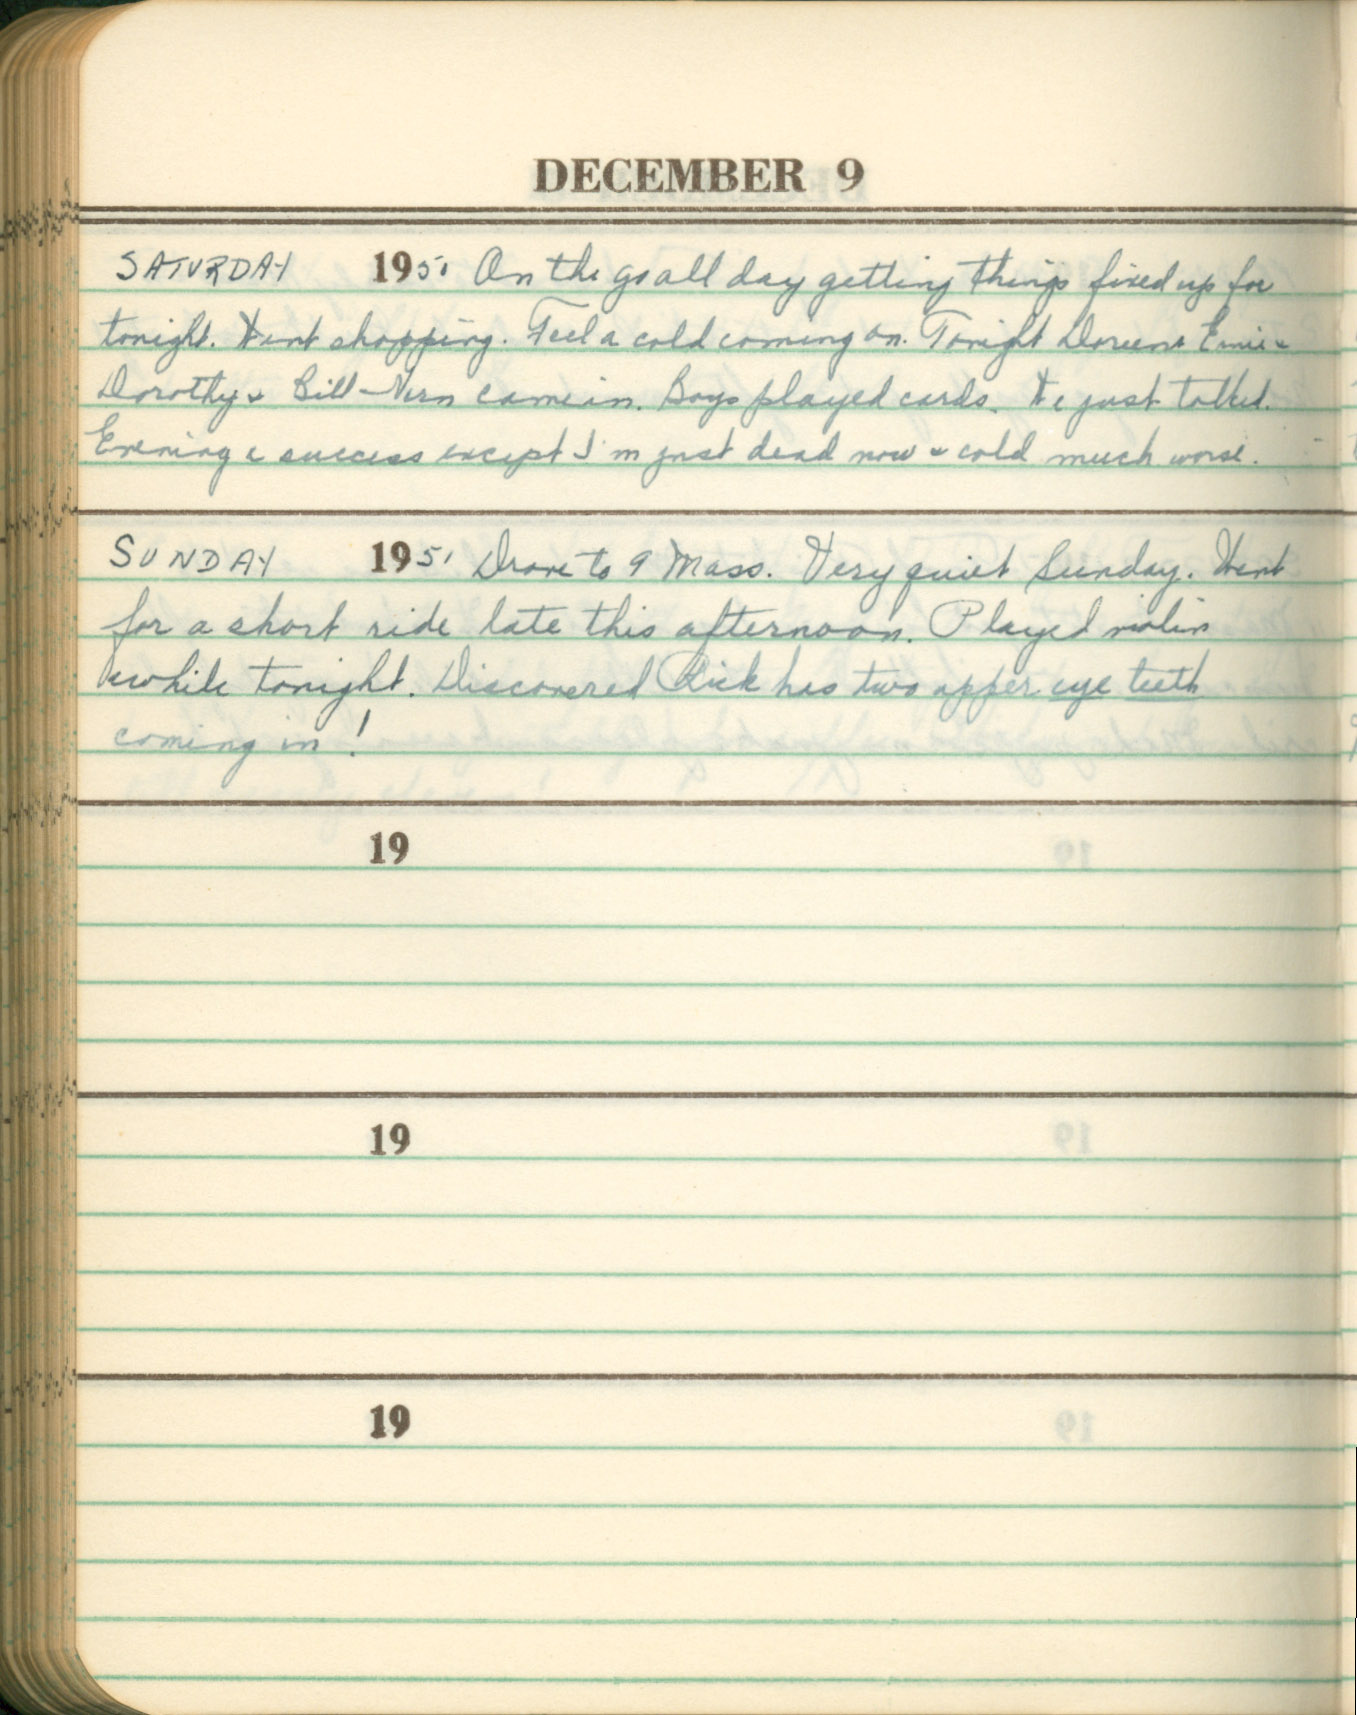 DECEMBER 9
SATURDAY 1950 On the go all day getting things fixed up for
tonight. Went shopping. Feel a cold coming on. Tonight Doreen & Ernie &
Dorothy & Bill - Vern came in. Boys played cards. We just talked.
Evening a success except I'm just dead now & cold much worse.
SUNDAY 1951 Drove to 9 Mass. Very quiet Sunday. Went
for a short ride late this afternoon. Played violin
awhile tonight. Discovered Rick has two upper eye teeth
coming in!
19
19
19